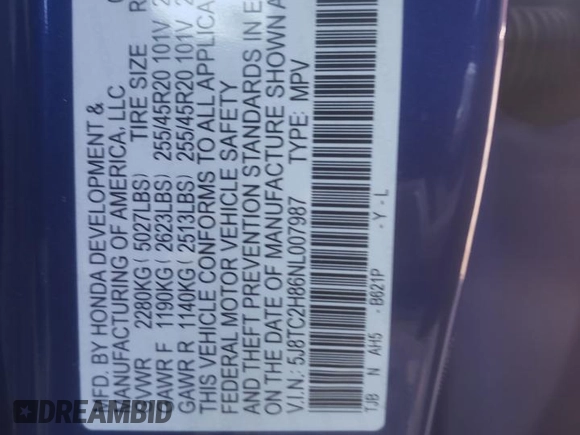 MFD. BY HONDA DEVELOPMENT &
MANUFACTURING OF AMERICA, LLC
GVWR 2280KG ( 5027LBS) TIRE SIZE
GAWR F 1190KG ( 2623LBS) 255/45R20 101V
GAWR R 1140KG ( 2513LBS) 255/45R20 101V
THIS VEHICLE CONFORMS TO ALL
FEDERAL MOTOR VEHICLE SAFETY
AND THEFT PREVENTION STANDARDS IN
ON THE DATE OF MANUFACTURE SHOWN
V.I.N.: 5J8TC2H86NL007987 TYPE: MPV
TJB N AH5 B621P - Y - L
DREAMBID